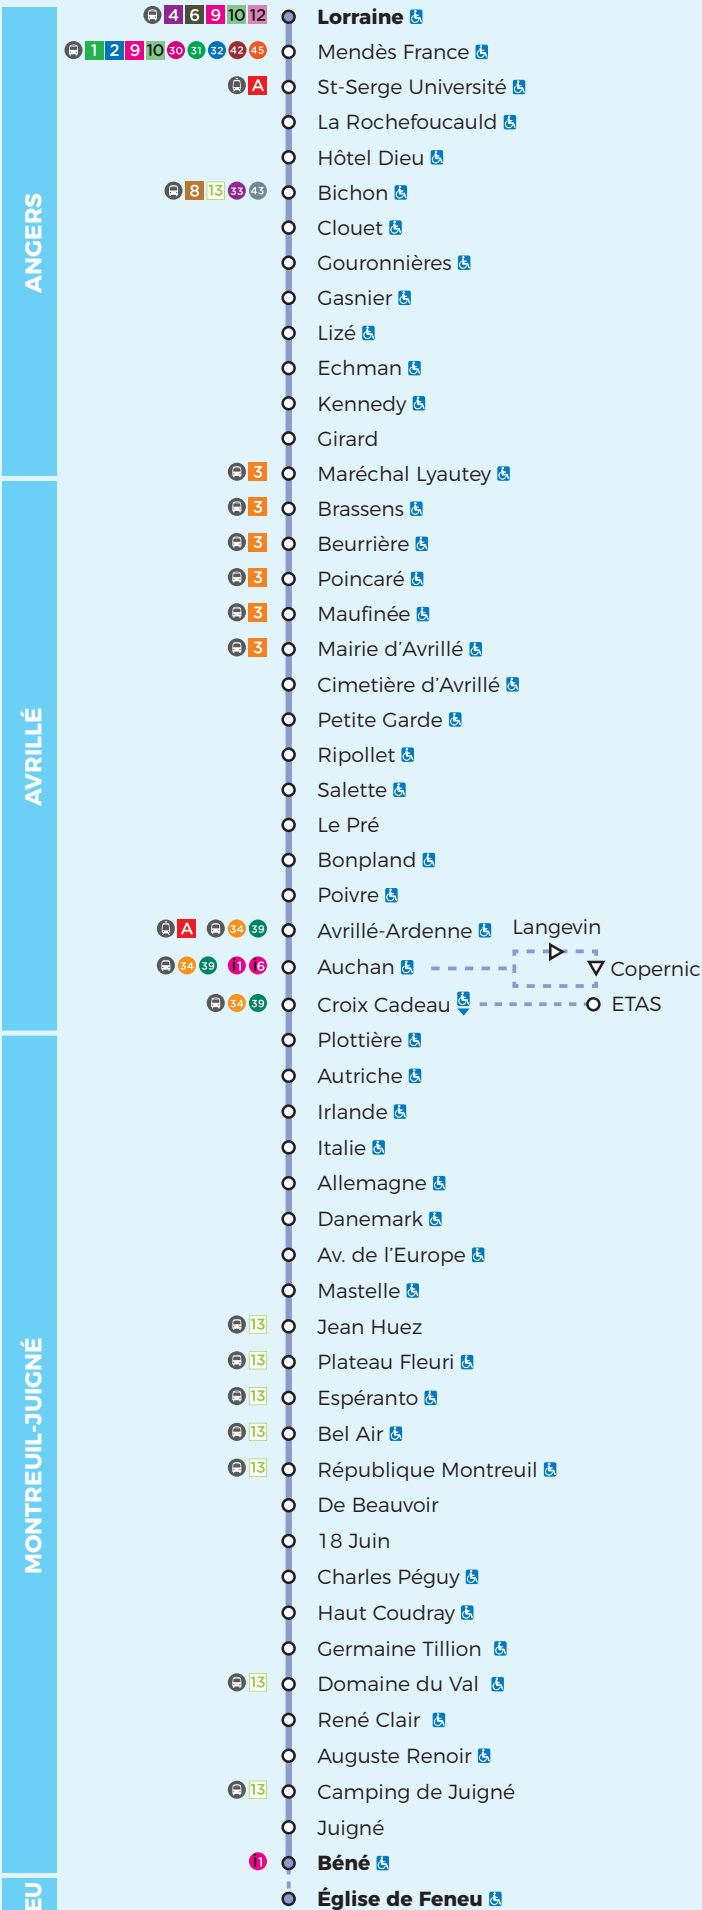 ANGERS
4 6 9 10 12 Lorraine
1 2 9 10 30 31 32 42 45 Mendès France
A St-Serge Université
La Rochefoucauld
Hôtel Dieu
8 13 33 43 Bichon
Clouet
Gouronnières
Gasnier
Lizé
Echman
Kennedy
Girard
AVRILLÉ
3 Maréchal Lyautey
3 Brassens
3 Beurrière
3 Poincaré
3 Maufinée
3 Mairie d'Avrillé
Cimetière d'Avrillé
Petite Garde
Ripollet
Salette
Le Pré
Bonpland
Poivre
A 34 39 Avrillé-Ardenne Langevin
34 39 i1 i6 Auchan Copernic
34 39 Croix Cadeau ETAS
MONTREUIL-JUIGNÉ
Plottière
Autriche
Irlande
Italie
Allemagne
Danemark
Av. de l'Europe
Mastelle
13 Jean Huez
13 Plateau Fleuri
13 Espéranto
13 Bel Air
13 République Montreuil
De Beauvoir
18 Juin
Charles Péguy
Haut Coudray
Germaine Tillion
13 Domaine du Val
René Clair
Auguste Renoir
13 Camping de Juigné
Juigné
i1 Béné
EU
Église de Feneu